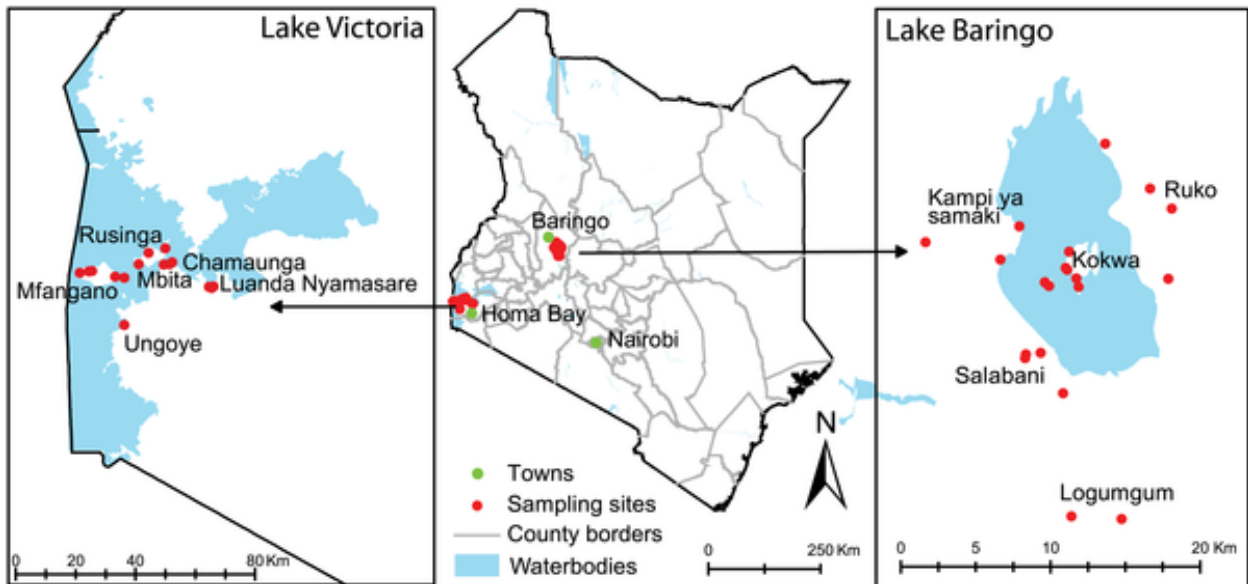 Lake Victoria
Rusinga
Chamaunga
Mfangano
Mbita
Luanda Nyamasare
Ungoye
0 20 40 60 80 Km
Baringo
Homa Bay
Nairobi
N
Towns
Sampling sites
County borders
Waterbodies
0 250 Km
Lake Baringo
Kampi ya
samaki
Ruko
Kokwa
Salabani
Logumgum
0 5 10 20 Km